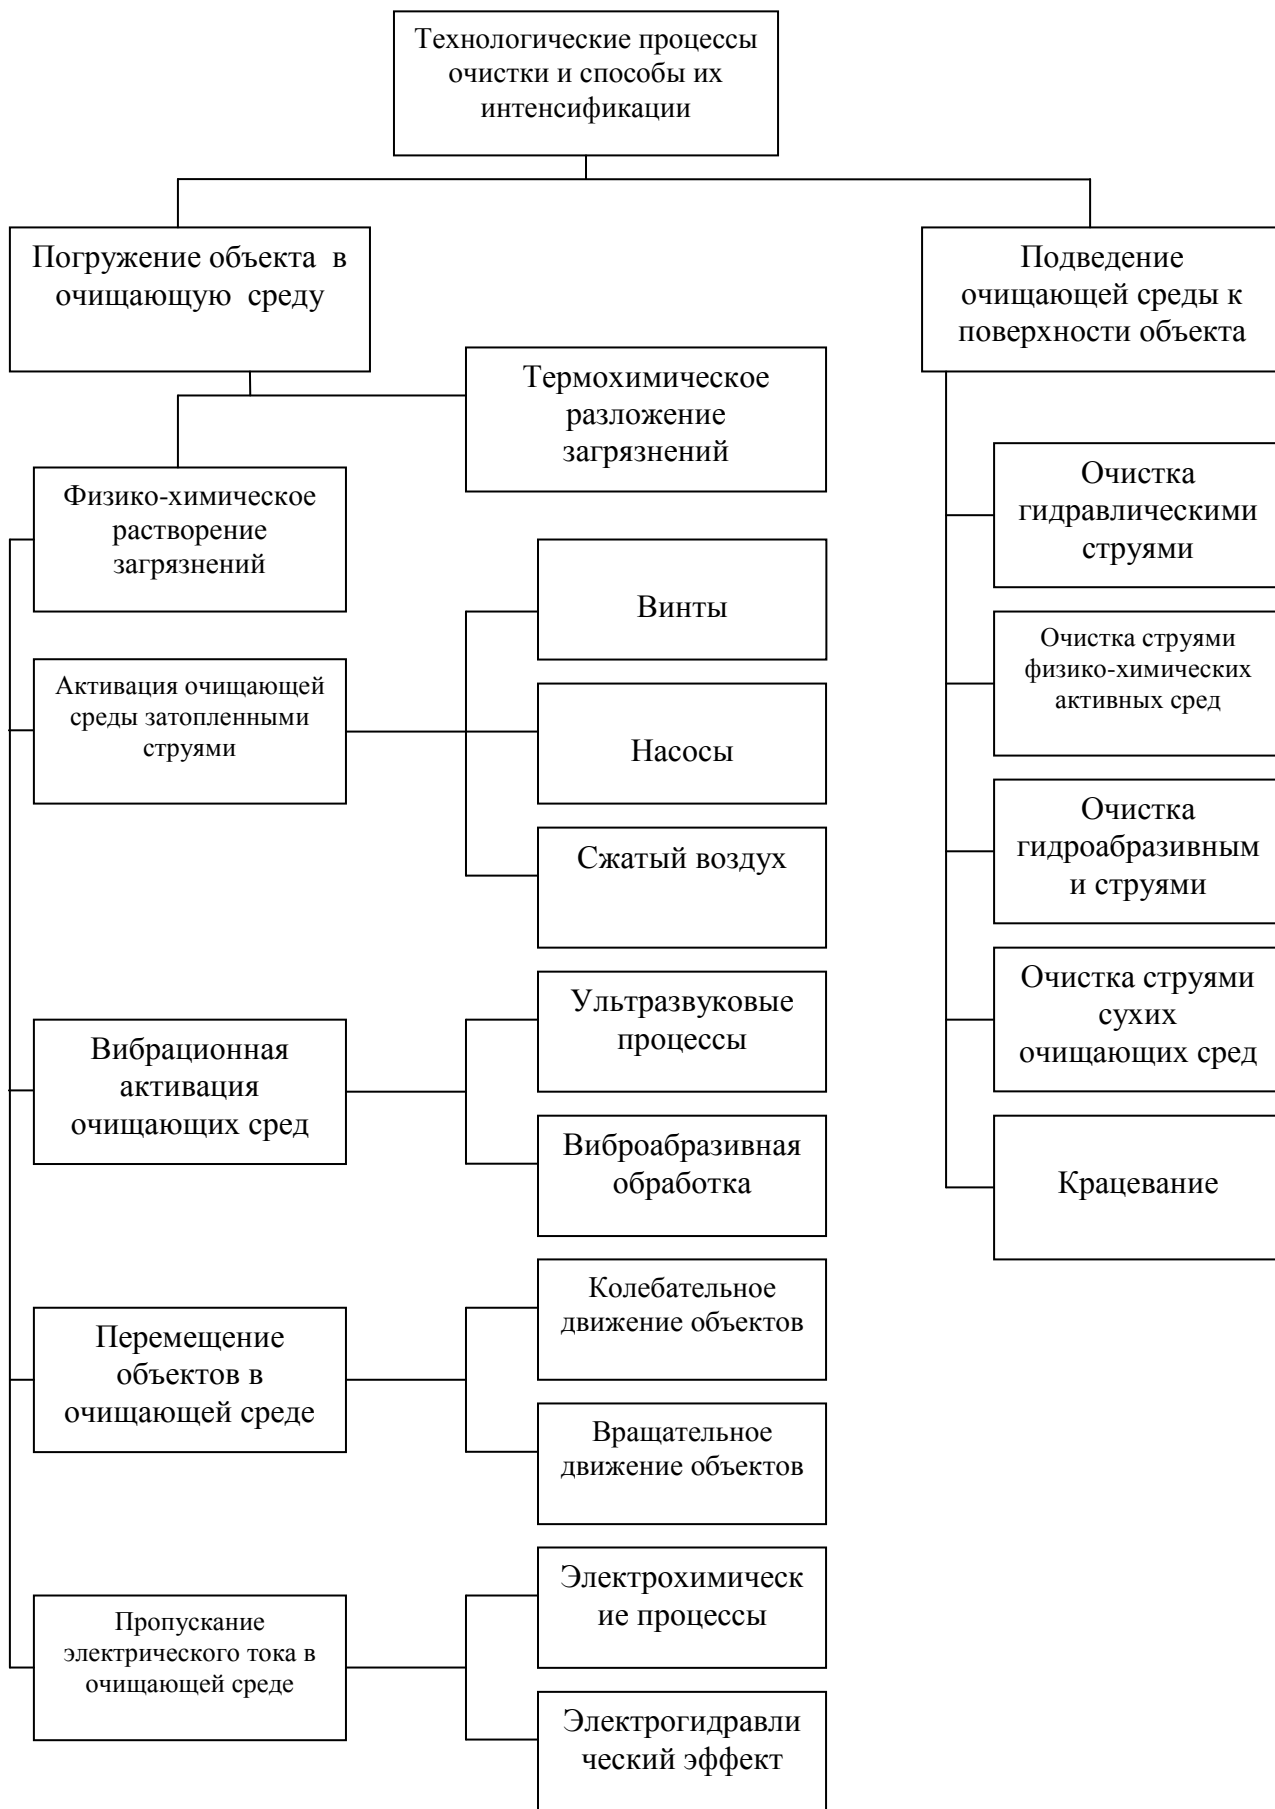 Технологические процессы
очистки и способы их
интенсификации
Погружение объекта в
очищающую среду
Подведение
очищающей среды к
поверхности объекта
Термохимическое
разложение
загрязнений
Физико-химическое
растворение
загрязнений
Очистка
гидравлическими
струями
Винты
Очистка струями
физико-химических
активных сред
Активация очищающей
среды затопленными
струями
Насосы
Очистка
гидроабразивным
и струями
Сжатый воздух
Очистка струями
сухих
очищающих сред
Ультразвуковые
процессы
Вибрационная
активация
очищающих сред
Виброабразивная
обработка
Крацевание
Колебательное
движение объектов
Перемещение
объектов в
очищающей среде
Вращательное
движение объектов
Электрохимическ
ие процессы
Пропускание
электрического тока в
очищающей среде
Электрогидравли
ческий эффект